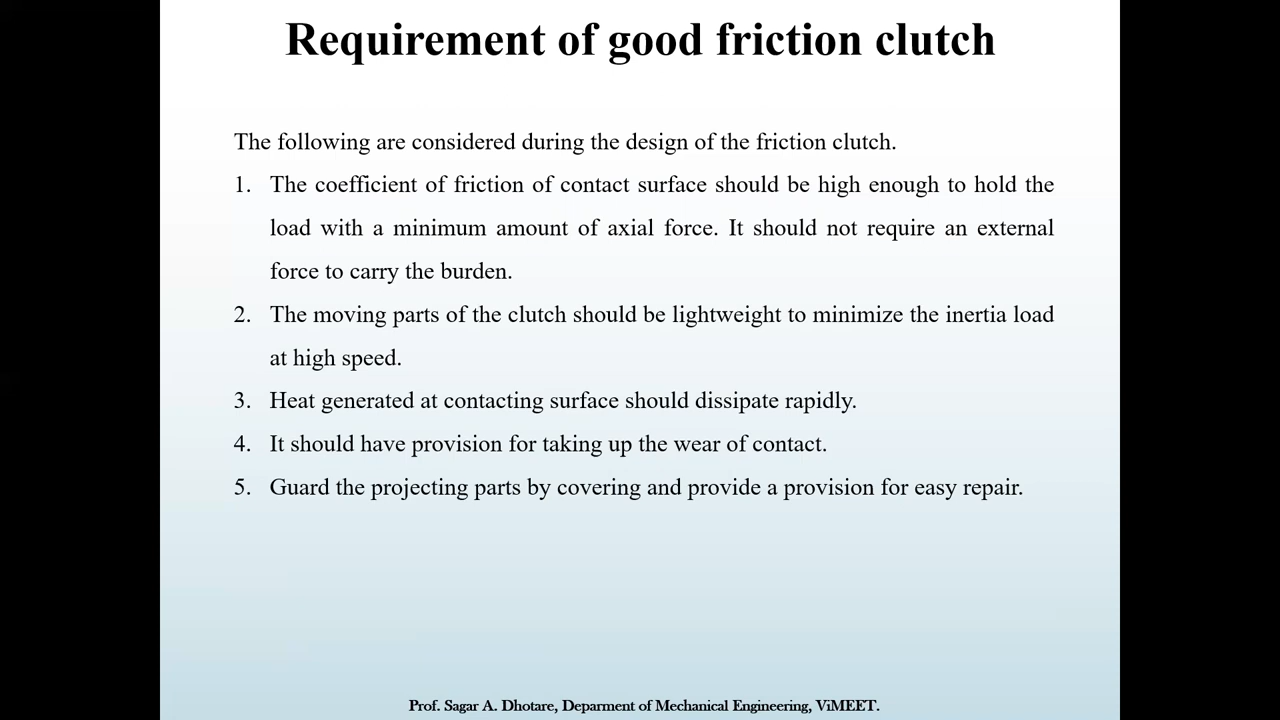 Requirement of good friction clutch
The following are considered during the design of the friction clutch.
1. The coefficient of friction of contact surface should be high enough to hold the
load with a minimum amount of axial force. It should not require an external
force to carry the burden.
2. The moving parts of the clutch should be lightweight to minimize the inertia load
at high speed.
3. Heat generated at contacting surface should dissipate rapidly.
4. It should have provision for taking up the wear of contact.
5. Guard the projecting parts by covering and provide a provision for easy repair.
Prof. Sagar A. Dhotare, Deparment of Mechanical Engineering, ViMEET.